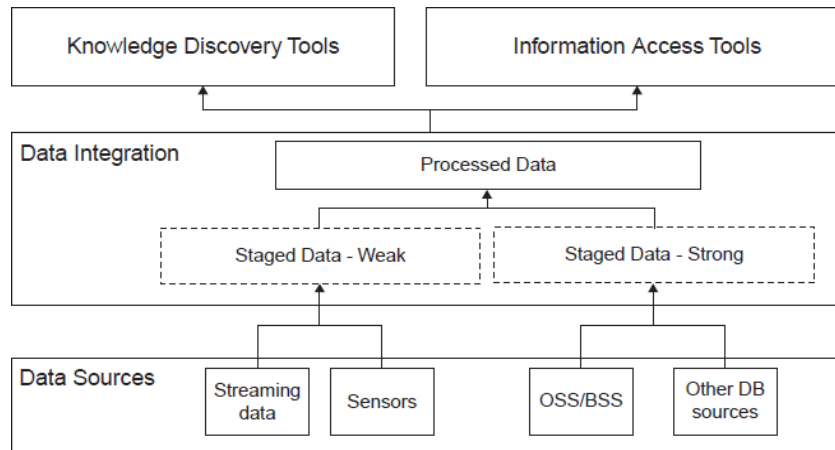 Knowledge Discovery Tools
Information Access Tools
Data Integration
Processed Data
Staged Data - Weak
Staged Data - Strong
Data Sources
Streaming
data
Sensors
OSS/BSS
Other DB
sources